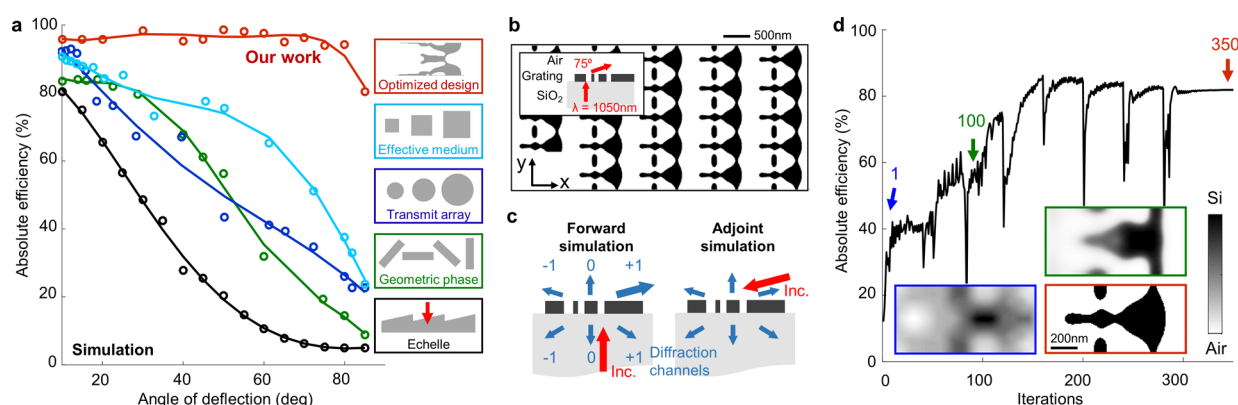 a
Absolute efficiency (%)
100
80
60
40
20
0
20
40
60
80
Angle of deflection (deg)
Our work
Simulation
Optimized design
Effective medium
Transmit array
Geometric phase
Echelle
b
500nm
Air
Grating
SiO2
75º
λ = 1050nm
y
x
c
Forward
simulation
Adjoint
simulation
-1
0
+1
Inc.
-1
0
+1
Inc.
Diffraction
channels
d
Absolute efficiency (%)
100
80
60
40
20
0
0
100
200
300
Iterations
1
100
350
200nm
Si
Air